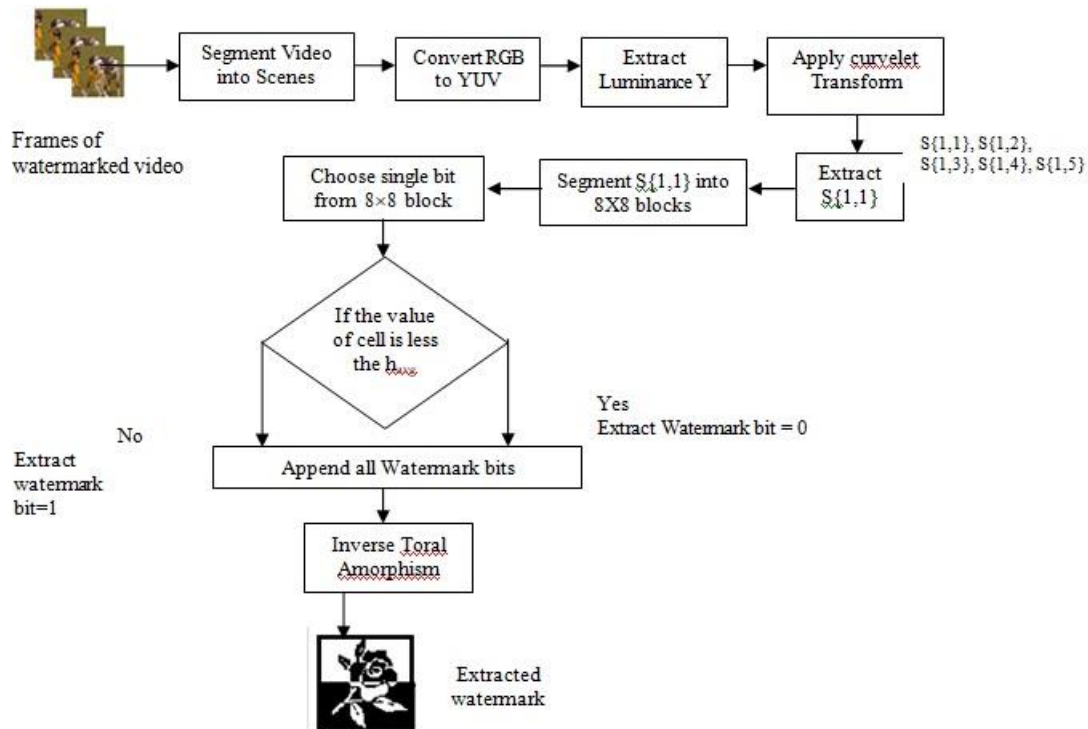 Segment Video
into Scenes
Convert RGB
to YUV
Extract
Luminance Y
Apply curvelet
Transform
Frames of
watermarked video
S{1,1}, S{1,2},
S{1,3}, S{1,4}, S{1,5}
Extract
S{1,1}
Segment S{1,1} into
8X8 blocks
Choose single bit
from 8×8 block
If the value
of cell is less
the h
Yes
Extract Watermark bit = 0
No
Extract
watermark
bit=1
Append all Watermark bits
Inverse Toral
Amorphism
Extracted
watermark